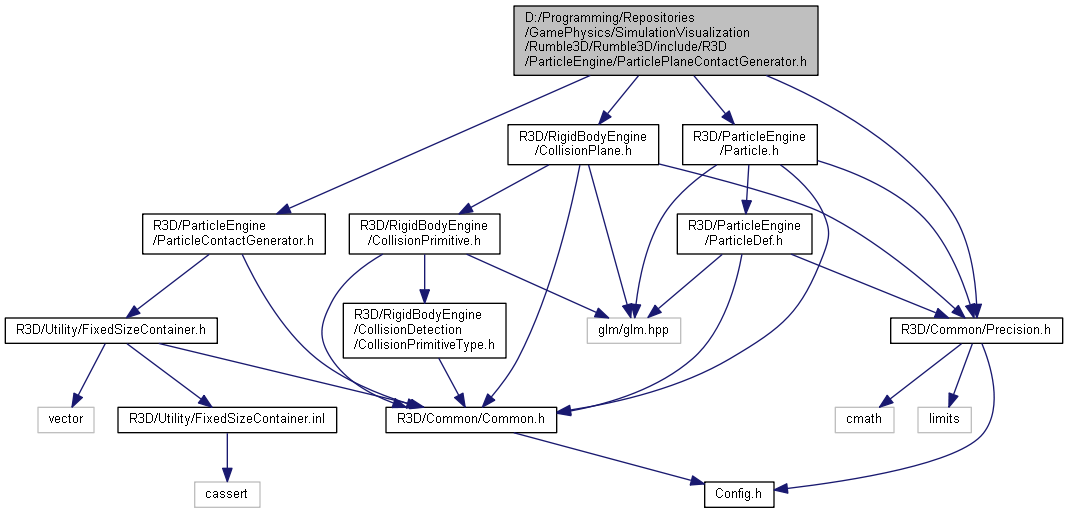 D:/Programming/Repositories
/GamePhysics/SimulationVisualization
/Rumble3D/Rumble3D/include/R3D
/ParticleEngine/ParticlePlaneContactGenerator.h
R3D/RigidBodyEngine
/CollisionPlane.h
R3D/ParticleEngine
/Particle.h
R3D/ParticleEngine
/ParticleContactGenerator.h
R3D/RigidBodyEngine
/CollisionPrimitive.h
R3D/ParticleEngine
/ParticleDef.h
R3D/Utility/FixedSizeContainer.h
R3D/RigidBodyEngine
/CollisionDetection
/CollisionPrimitiveType.h
glm/glm.hpp
R3D/Common/Precision.h
vector
R3D/Utility/FixedSizeContainer.inl
R3D/Common/Common.h
cmath
limits
cassert
Config.h